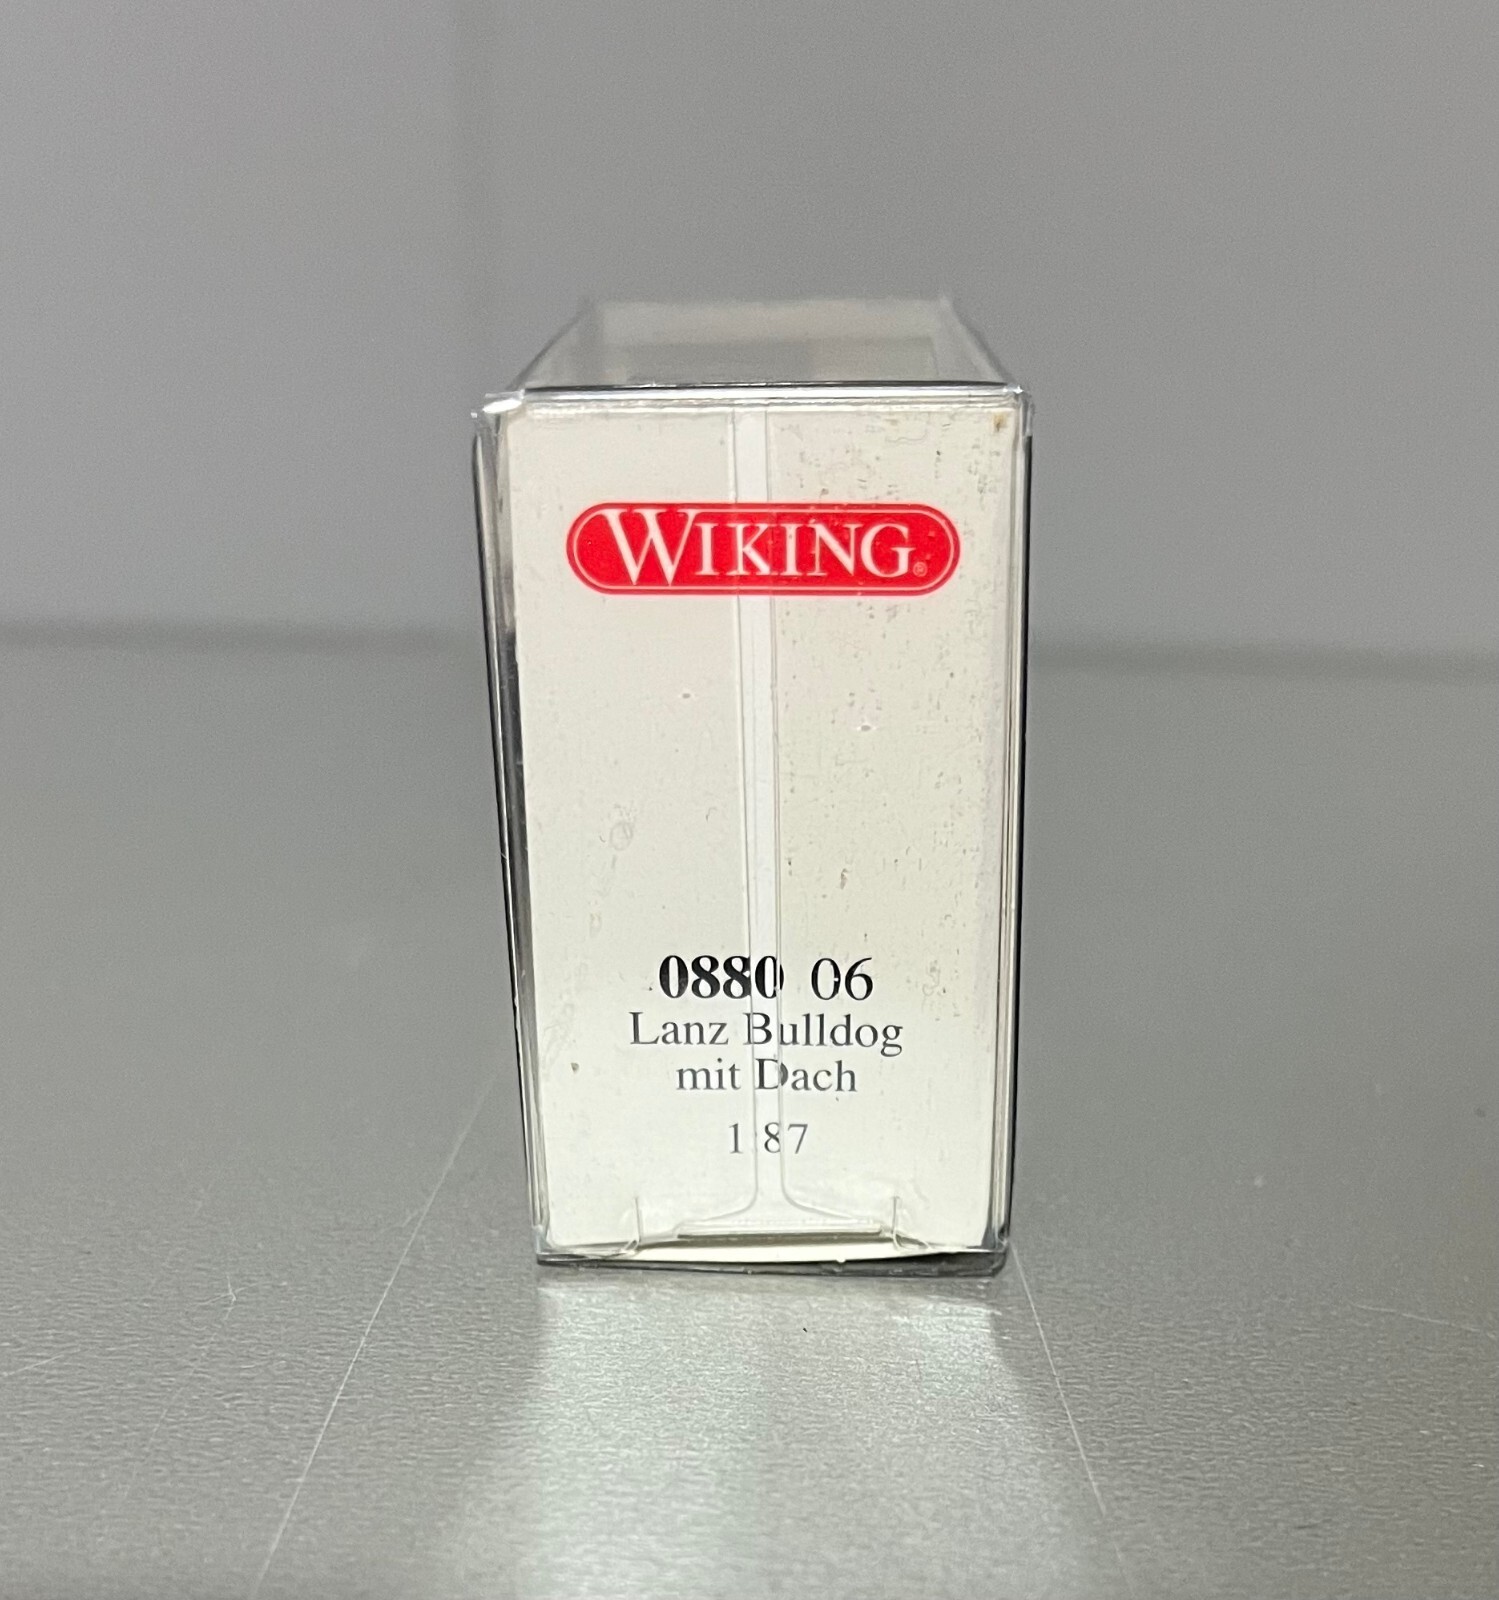 WIKING®
0880 06
Lanz Bulldog
mit Dach
1:87